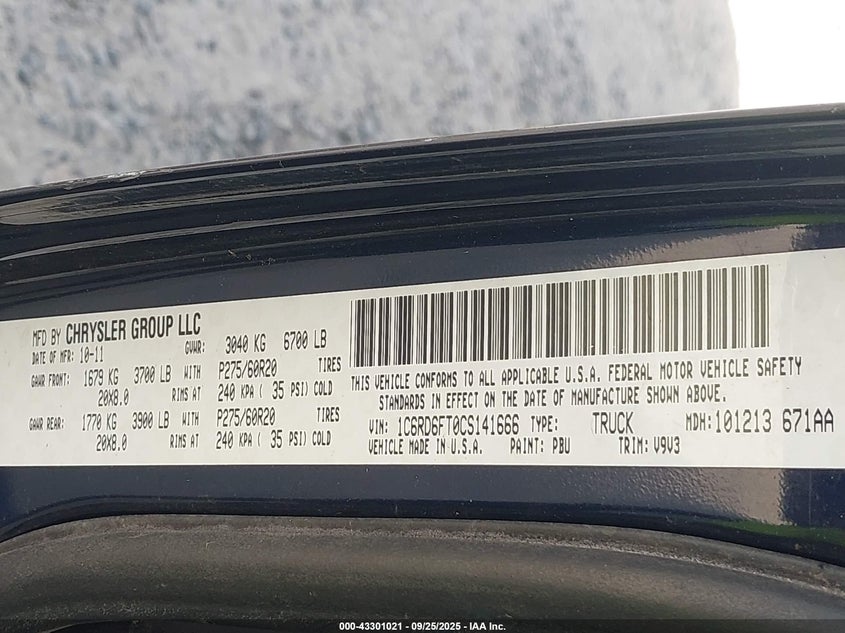 MFD BY CHRYSLER GROUP LLC
DATE OF MFR: 10-11 GVWR: 3040 KG 6700 LB
GAWR FRONT: 1679 KG 3700 LB WITH P275/60R20 TIRES
20X8.0 RIMS AT 240 KPA ( 35 PSI) COLD
GAWR REAR: 1770 KG 3900 LB WITH P275/60R20 TIRES
20X8.0 RIMS AT 240 KPA ( 35 PSI) COLD
THIS VEHICLE CONFORMS TO ALL APPLICABLE U.S.A. FEDERAL MOTOR VEHICLE SAFETY
STANDARDS IN EFFECT ON THE DATE OF MANUFACTURE SHOWN ABOVE.
VIN: 1C6RD6FT0CS141666 TYPE: TRUCK MDH: 101213 671AA
VEHICLE MADE IN U.S.A. PAINT: PBU TRIM: V9V3
000-43301021 - 09/25/2025 - IAA Inc.